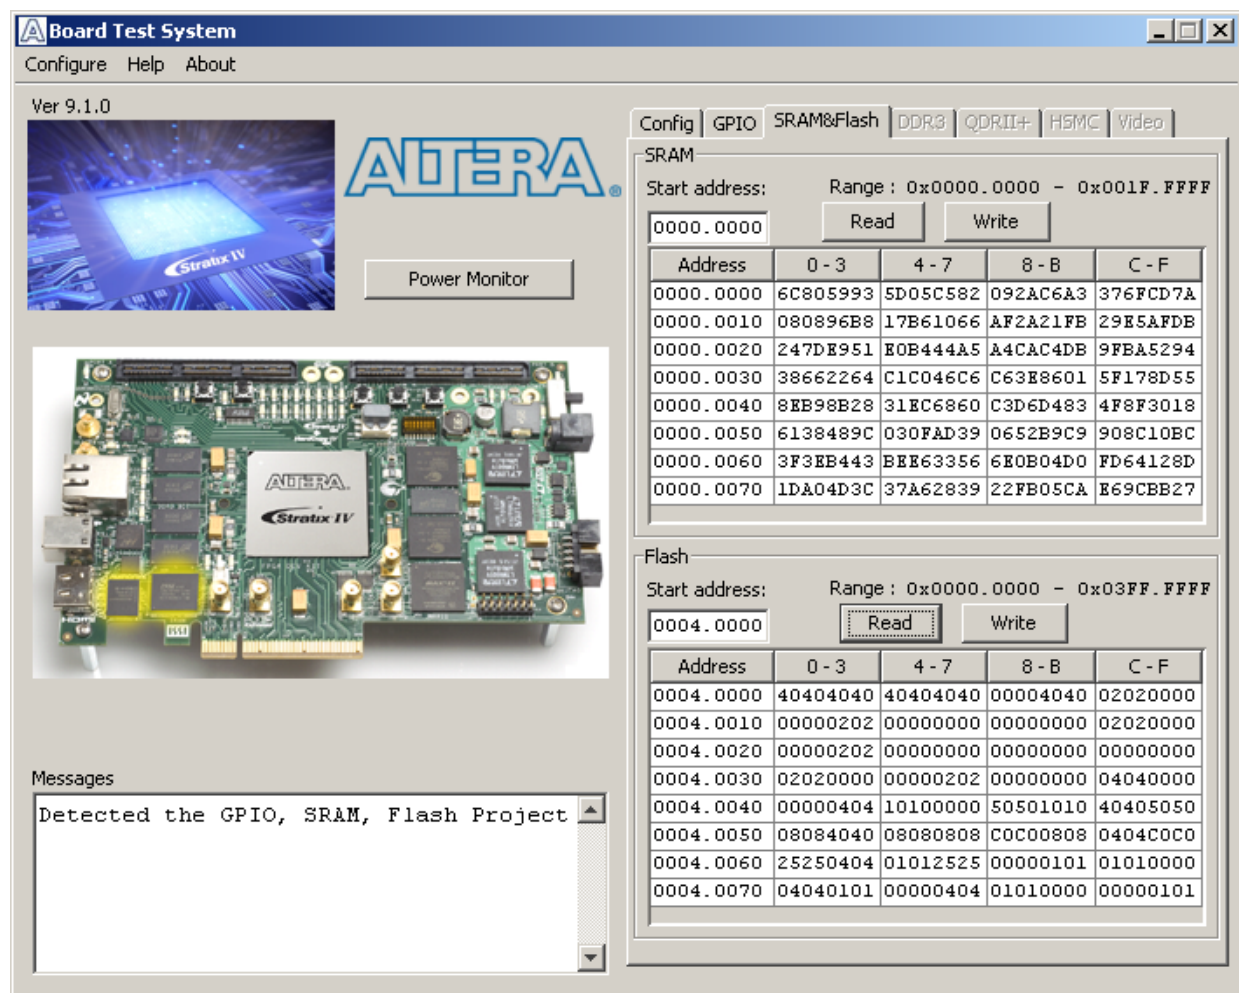 ALTERA Board Test System
Configure Help About
Ver 9.1.0
Stratix IV
ALTERA®
Power Monitor
ALTERA.
Stratix IV
HDMI
ISSI
Messages
Detected the GPIO, SRAM, Flash Project
Config GPIO SRAM&Flash DDR3 QDRII+ HSMC Video
SRAM
Start address: Range : 0x0000.0000 - 0x001F.FFFF
0000.0000 Read Write
Address 0 - 3 4 - 7 8 - B C - F
0000.0000 6C805993 5D05C582 092AC6A3 376FCD7A
0000.0010 080896B8 17B61066 AF2A21FB 29E5AFDB
0000.0020 247DE951 E0B444A5 A4CAC4DB 9FBA5294
0000.0030 38662264 C1C046C6 C63E8601 5F178D55
0000.0040 8EB98B28 31EC6860 C3D6D483 4F8F3018
0000.0050 6138489C 030FAD39 0652B9C9 908C10BC
0000.0060 3F3EB443 BEE63356 6E0B04D0 FD64128D
0000.0070 1DA04D3C 37A62839 22FB05CA E69CBB27
Flash
Start address: Range : 0x0000.0000 - 0x03FF.FFFF
0004.0000 Read Write
Address 0 - 3 4 - 7 8 - B C - F
0004.0000 40404040 40404040 00004040 02020000
0004.0010 00000202 00000000 00000000 02020000
0004.0020 00000202 00000000 00000000 00000000
0004.0030 02020000 00000202 00000000 04040000
0004.0040 00000404 10100000 50501010 40405050
0004.0050 08084040 08080808 C0C00808 0404C0C0
0004.0060 25250404 01012525 00000101 01010000
0004.0070 04040101 00000404 01010000 00000101